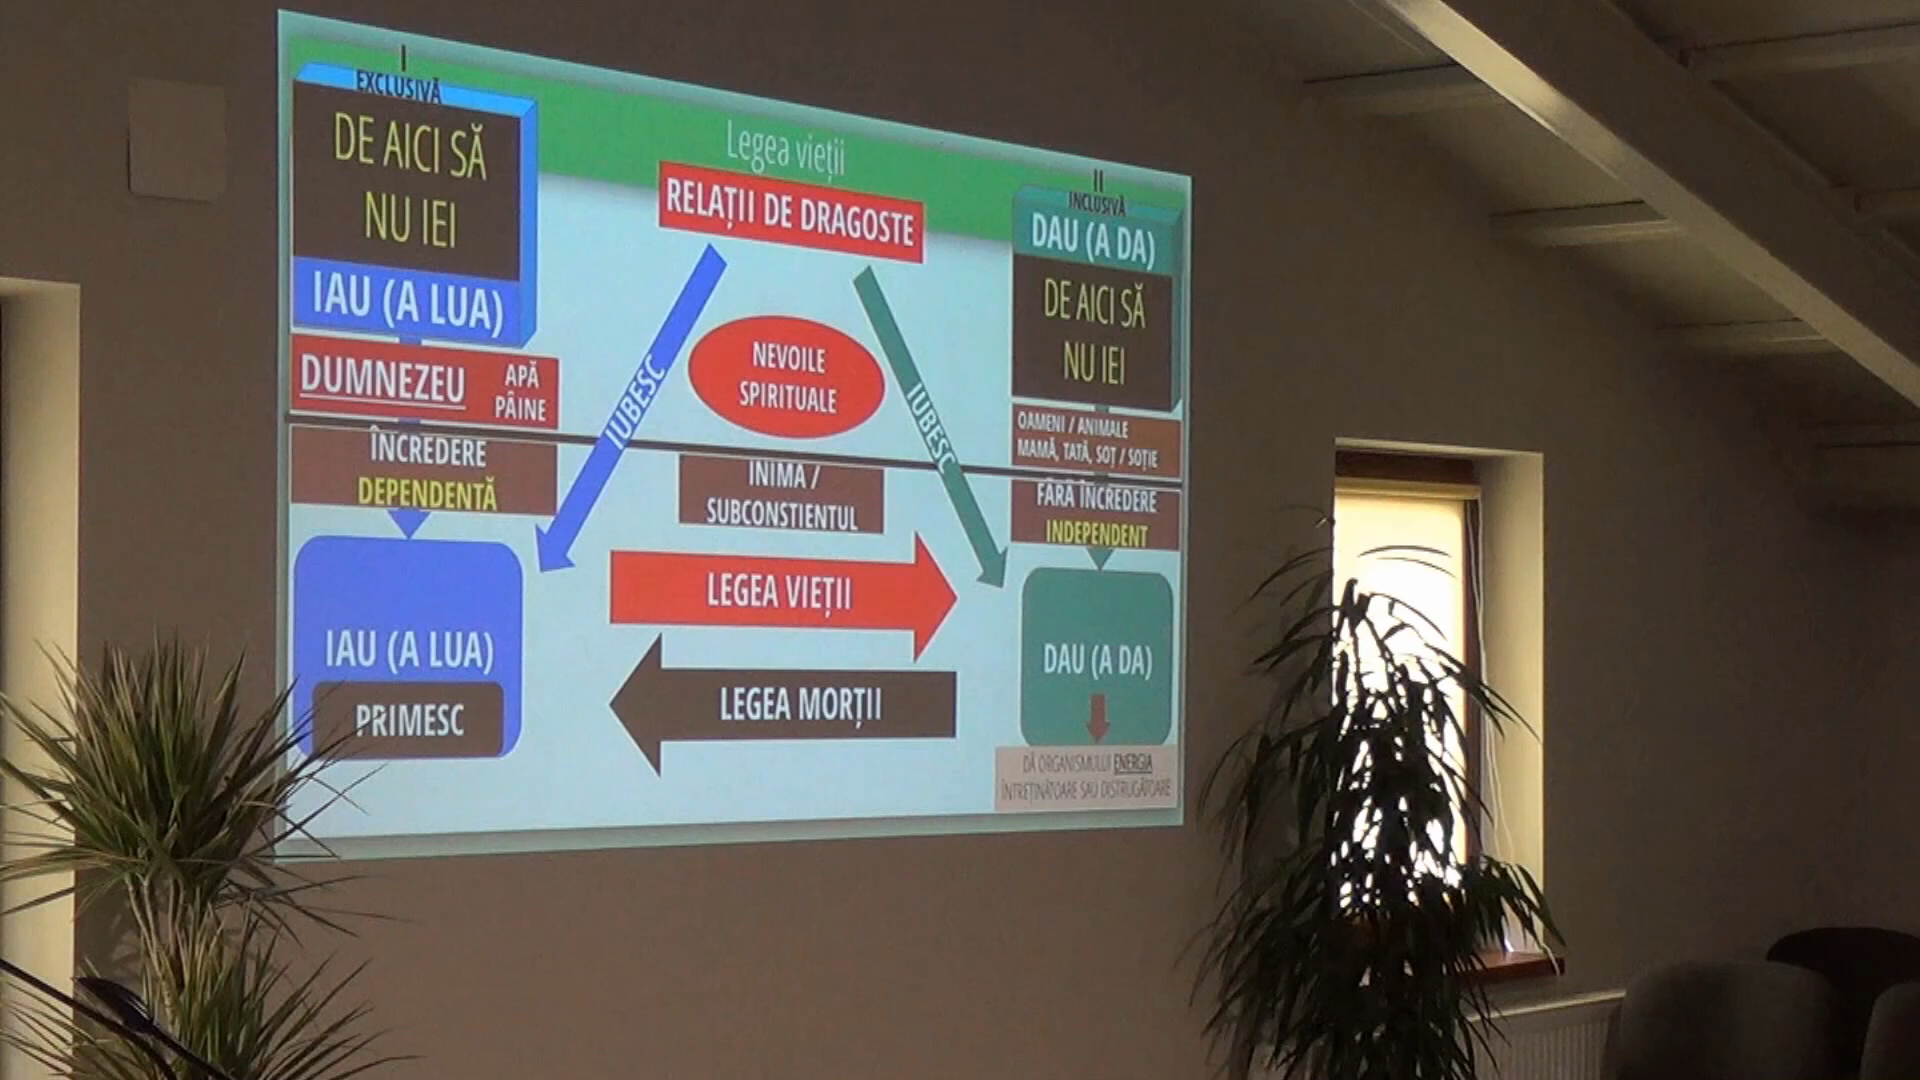 Legea vieții
I
EXCLUSIVĂ
DE AICI SĂ
NU IEI
IAU (A LUA)
DUMNEZEU
APĂ
PÂINE
ÎNCREDERE
DEPENDENTĂ
IAU (A LUA)
PRIMESC
RELAȚII DE DRAGOSTE
IUBESC
NEVOILE
SPIRITUALE
IUBESC
INIMA /
SUBCONSTIENTUL
LEGEA VIEȚII
LEGEA MORȚII
II
INCLUSIVĂ
DAU (A DA)
DE AICI SĂ
NU IEI
OAMENI / ANIMALE
MAMĂ, TATĂ, SOȚ / SOȚIE
FĂRĂ ÎNCREDERE
INDEPENDENT
DAU (A DA)
DĂ ORGANISMULUI ENERGIA
ÎNTREȚINĂTOARE SAU DISTRUGĂTOARE